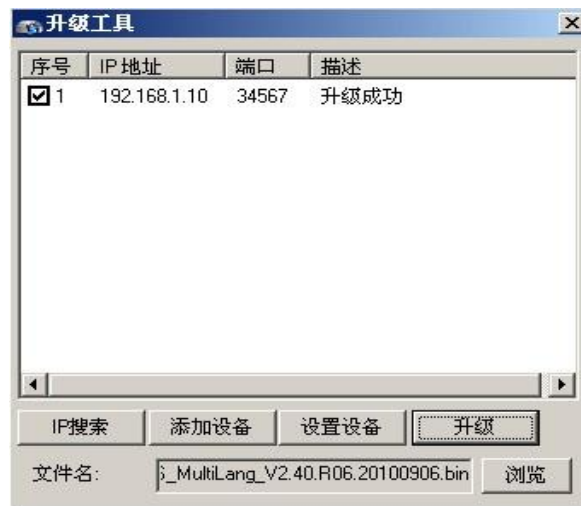 升级工具
序号 IP地址 端口 描述
1 192.168.1.10 34567 升级成功
IP搜索 添加设备 设置设备 升级
文件名: _MultiLang_V2.40.R06.20100906.bin 浏览